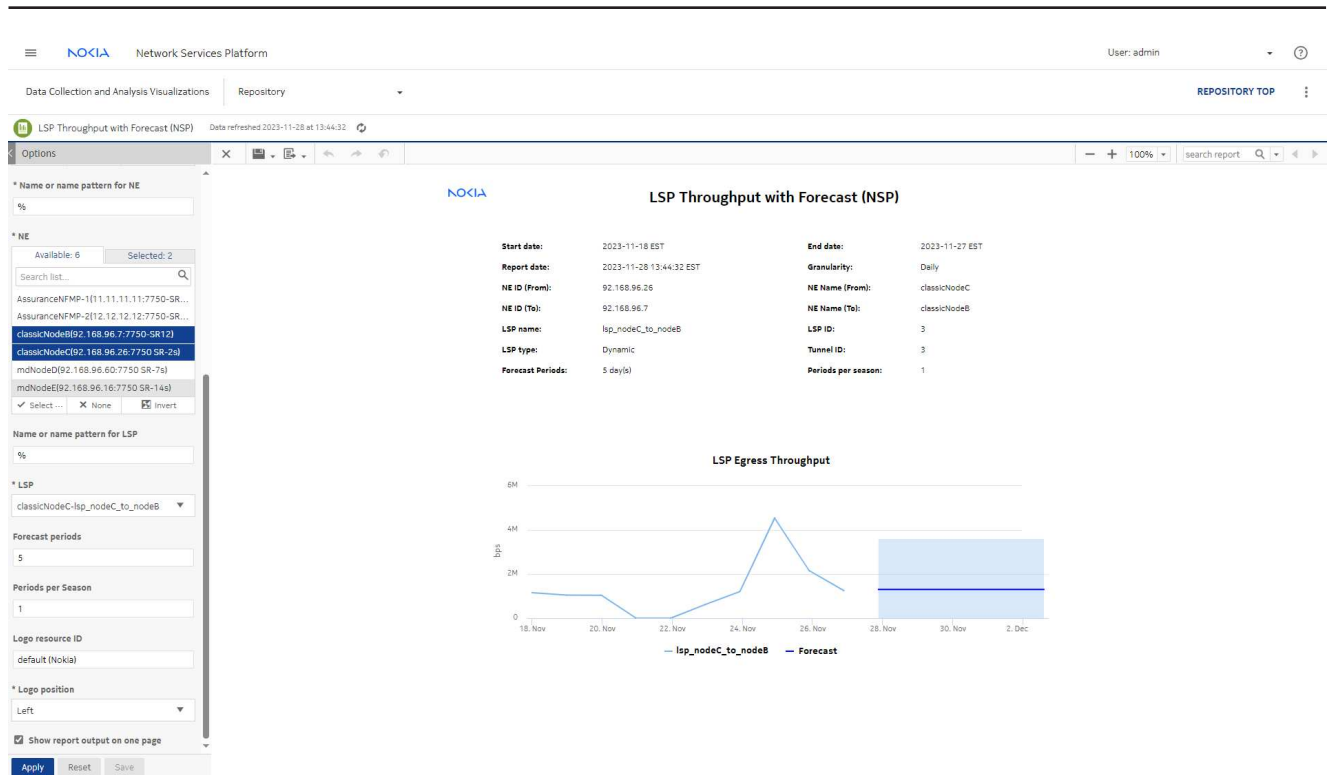 NOKIA Network Services Platform User: admin
Data Collection and Analysis Visualizations Repository REPOSITORY TOP
LSP Throughput with Forecast (NSP) Data refreshed 2023-11-28 at 13:44:32
Options
100% search report
* Name or name pattern for NE
%
* NE
Available: 6 Selected: 2
Search list...
AssuranceNFMP-1(11.11.11.11:7750-SR...
AssuranceNFMP-2(12.12.12.12:7750-SR...
classicNodeB(92.168.96.7:7750-SR12)
classicNodeC(92.168.96.26:7750 SR-2s)
mdNodeD(92.168.96.60:7750 SR-7s)
mdNodeE(92.168.96.16:7750 SR-14s)
Select ... None Invert
Name or name pattern for LSP
%
* LSP
classicNodeC-lsp_nodeC_to_nodeB
Forecast periods
5
Periods per Season
1
Logo resource ID
default (Nokia)
* Logo position
Left
Show report output on one page
Apply Reset Save
NOKIA
LSP Throughput with Forecast (NSP)
Start date: 2023-11-18 EST End date: 2023-11-27 EST
Report date: 2023-11-28 13:44:32 EST Granularity: Daily
NE ID (From): 92.168.96.26 NE Name (From): classicNodeC
NE ID (To): 92.168.96.7 NE Name (To): classicNodeB
LSP name: lsp_nodeC_to_nodeB LSP ID: 3
LSP type: Dynamic Tunnel ID: 3
Forecast Periods: 5 day(s) Periods per season: 1
LSP Egress Throughput
6M
4M
bps
2M
0
18. Nov 20. Nov 22. Nov 24. Nov 26. Nov 28. Nov 30. Nov 2. Dec
lsp_nodeC_to_nodeB Forecast